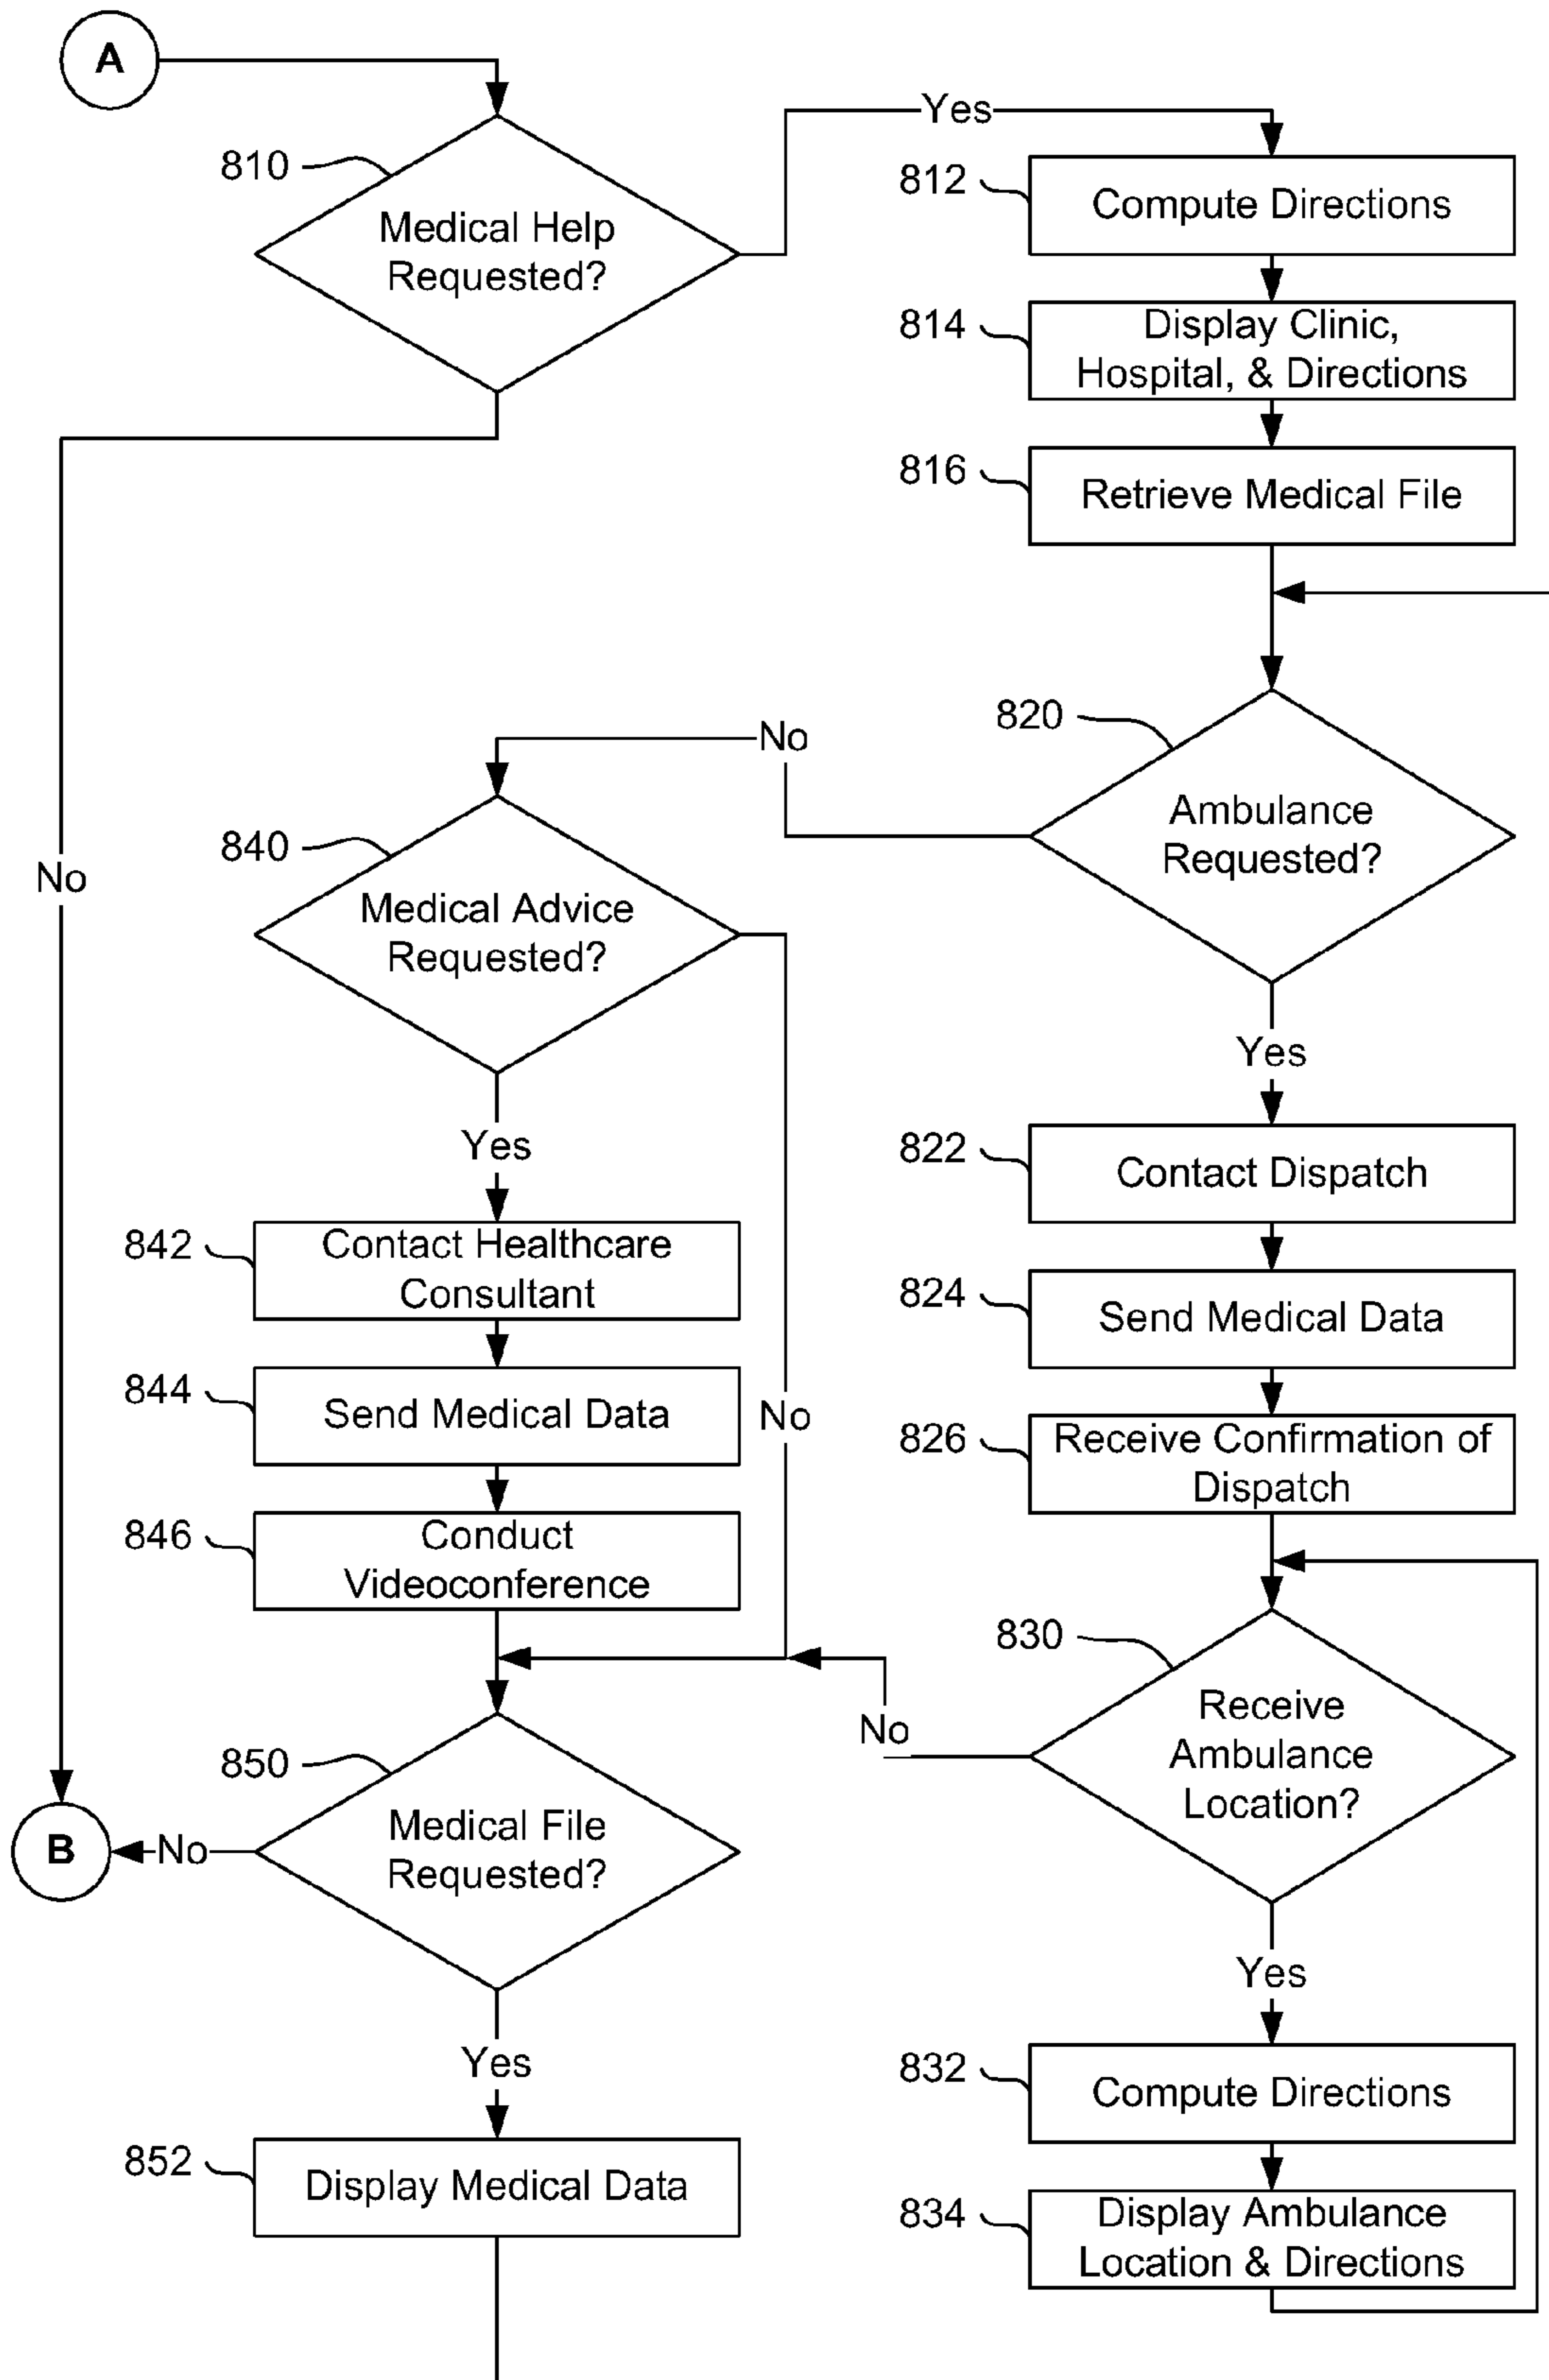 A
810
Medical Help
Requested?
Yes
812
Compute Directions
814
Display Clinic,
Hospital, & Directions
816
Retrieve Medical File
820
Ambulance
Requested?
No
840
Medical Advice
Requested?
No
Yes
822
Contact Dispatch
Yes
842
Contact Healthcare
Consultant
824
Send Medical Data
844
Send Medical Data
No
826
Receive Confirmation of
Dispatch
846
Conduct
Videoconference
830
Receive
Ambulance
Location?
No
850
Medical File
Requested?
B
No
Yes
Yes
832
Compute Directions
852
Display Medical Data
834
Display Ambulance
Location & Directions